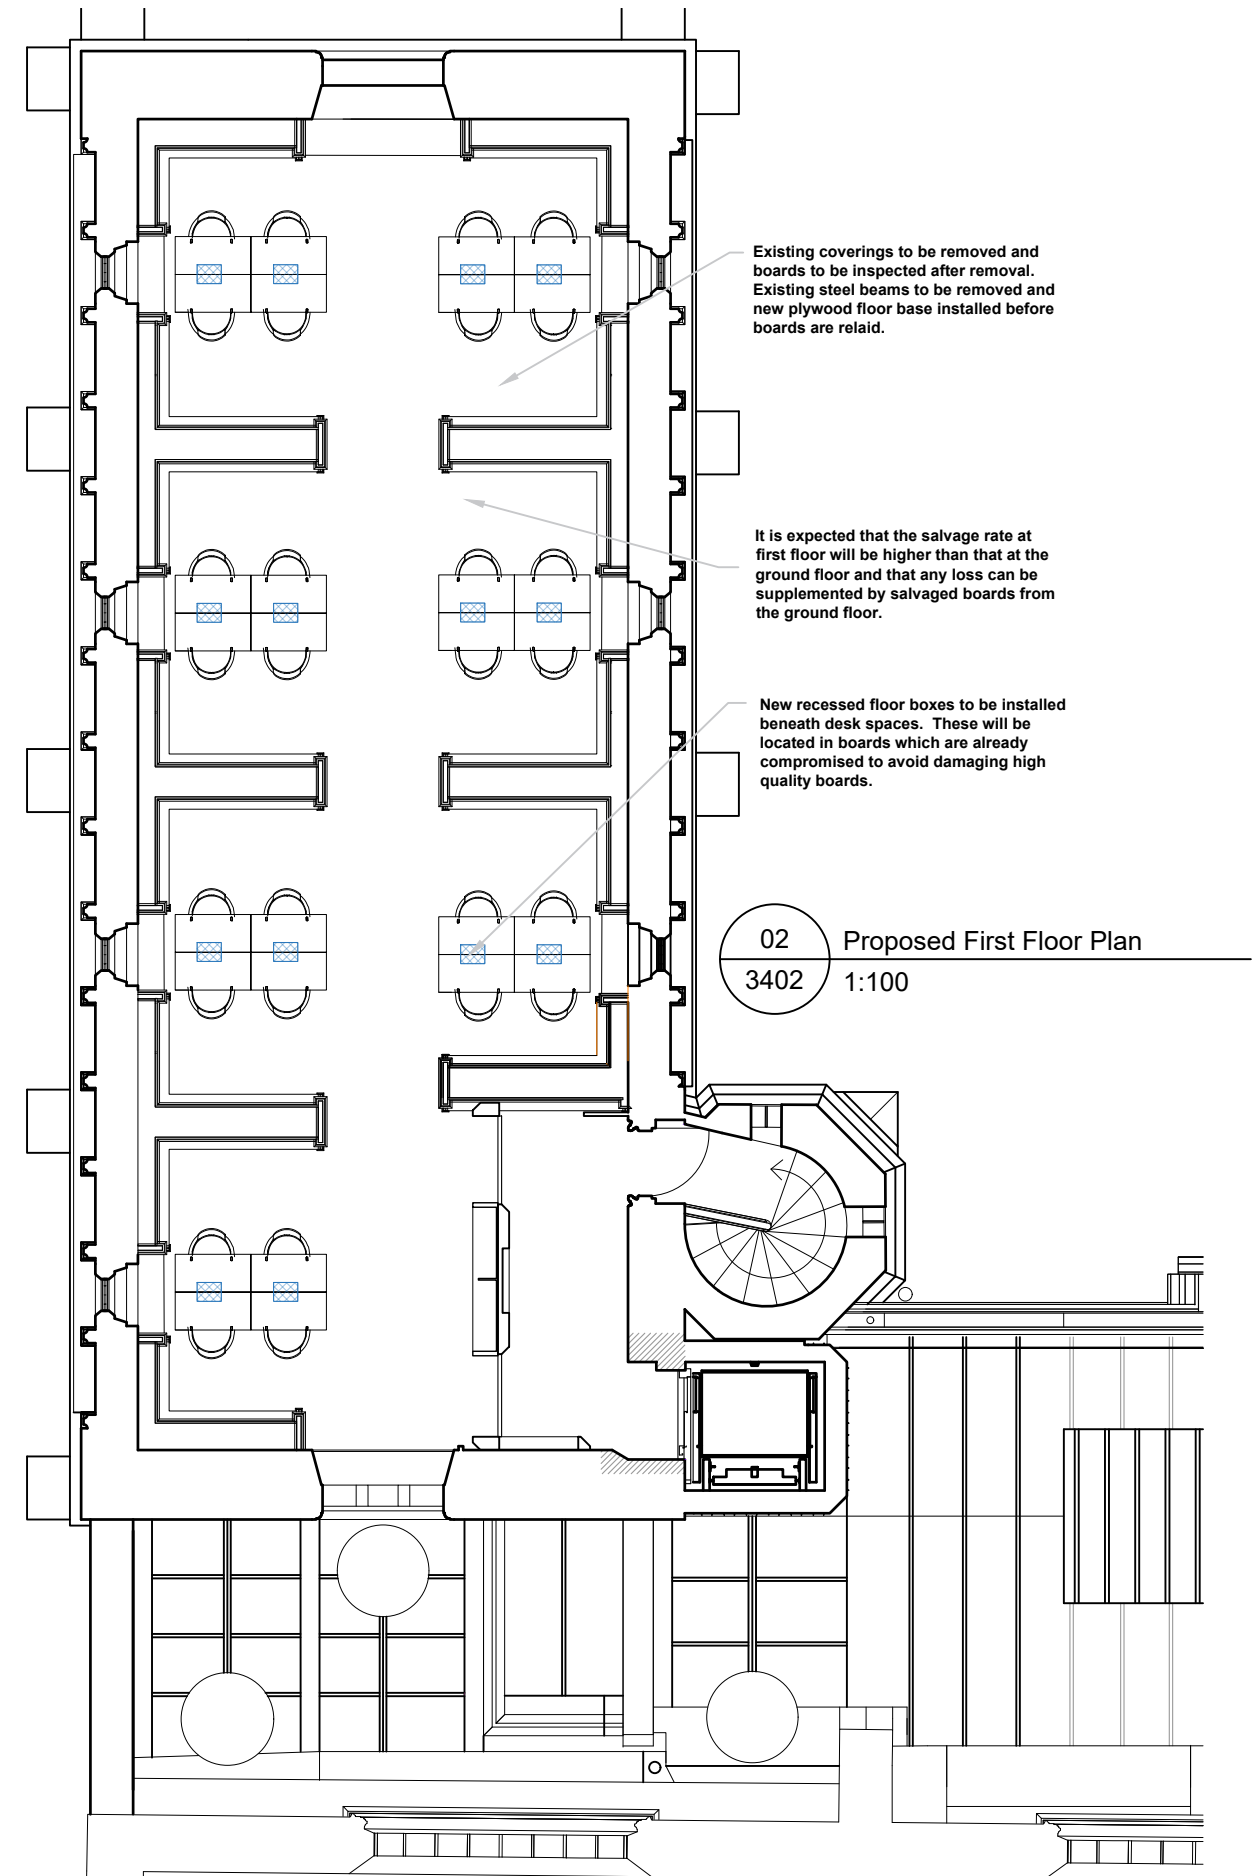 Existing coverings to be removed and
boards to be inspected after removal.
Existing steel beams to be removed and
new plywood floor base installed before
boards are relaid.
It is expected that the salvage rate at
first floor will be higher than that at the
ground floor and that any loss can be
supplemented by salvaged boards from
the ground floor.
New recessed floor boxes to be installed
beneath desk spaces.  These will be
located in boards which are already
compromised to avoid damaging high
quality boards.
02
Proposed First Floor Plan
3402
1:100